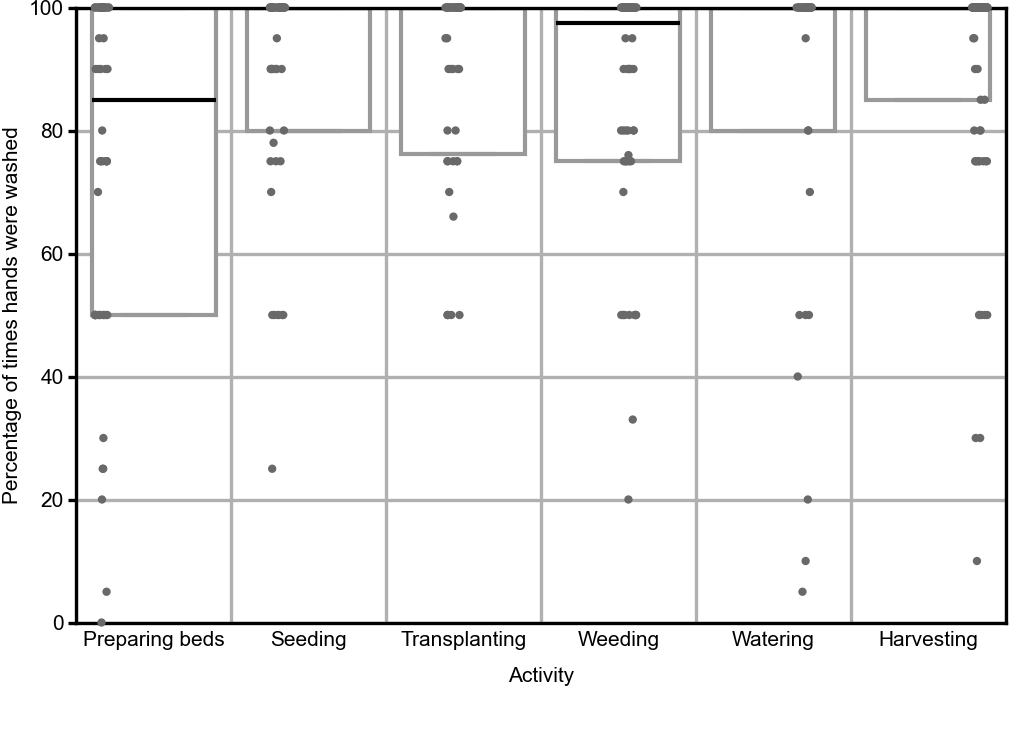 Percentage of times hands were washed
100
80
60
40
20
0
Preparing beds Seeding Transplanting Weeding Watering Harvesting
Activity